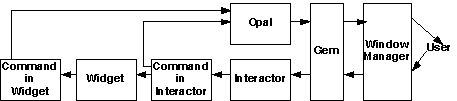 Opal
Gem
Window
Manager
User
Command
in
Widget
Widget
Command
in
Interactor
Interactor